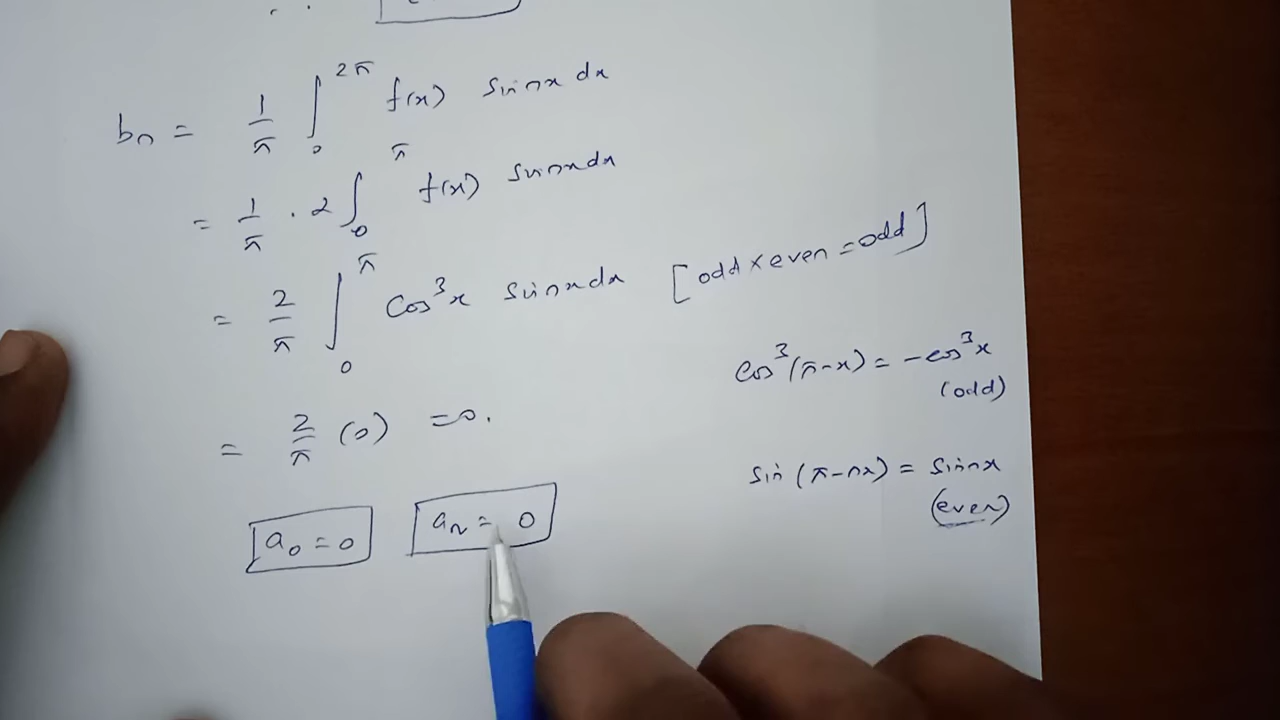 bn = 1/π ∫₀^2π f(x) sin nx dx
= 1/π . 2 ∫₀^π f(x) sin nx dx
= 2/π ∫₀^π cos³x sin nx dx [odd × even = odd]
cos³(π-x) = -cos³x
(odd)
= 2/π (0) = 0.
sin (π-nx) = sin nx
(even)
a₀ = 0 an = 0